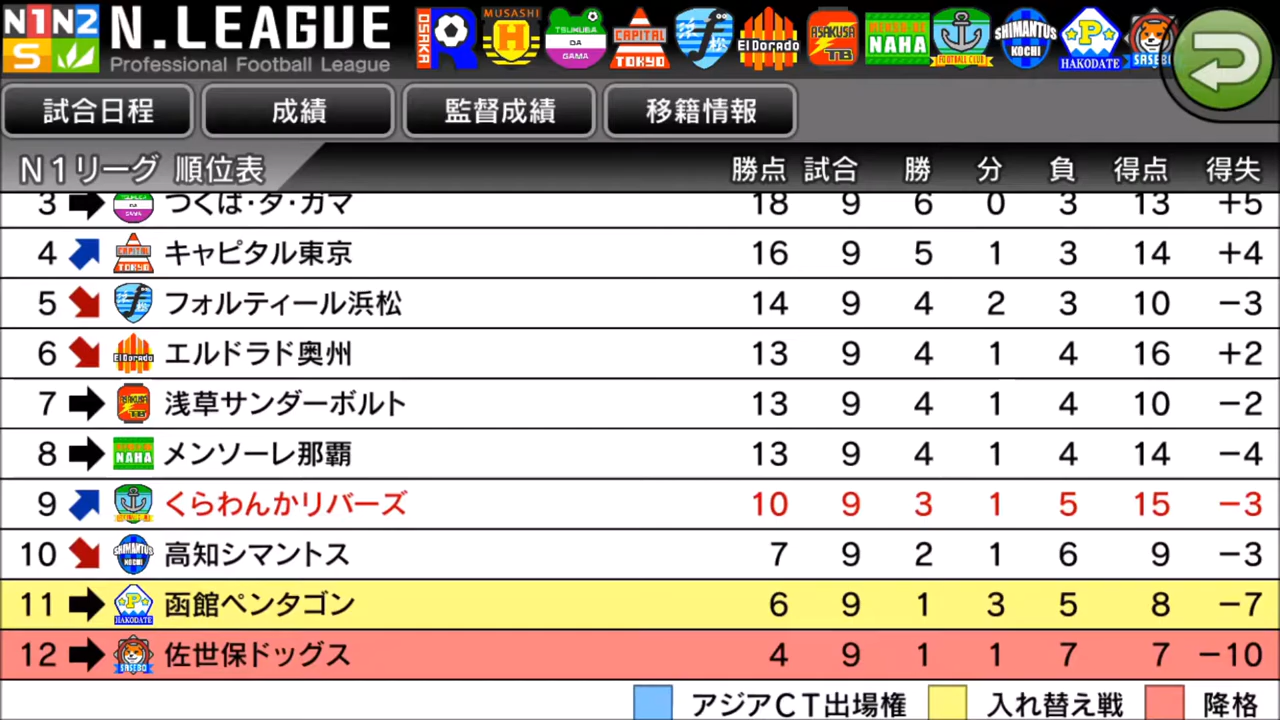 N1 N2 S N.LEAGUE
Professional Football League
OSAKA R MUSASHI H TSUKUBA DA GAMA CAPITAL TOKYO 浜松 El Dorado ASAKUSA TB NAHA FOOTBALL CLUB SHIMANTUS KOCHI P HAKODATE SASEBO
試合日程 成績 監督成績 移籍情報
N1リーグ 順位表 勝点 試合 勝 分 負 得点 得失
3 つくば・ダ・ガマ 18 9 6 0 3 13 +5
4 キャピタル東京 16 9 5 1 3 14 +4
5 フォルティール浜松 14 9 4 2 3 10 −3
6 エルドラド奥州 13 9 4 1 4 16 +2
7 浅草サンダーボルト 13 9 4 1 4 10 −2
8 メンソーレ那覇 13 9 4 1 4 14 −4
9 くらわんかリバーズ 10 9 3 1 5 15 −3
10 高知シマントス 7 9 2 1 6 9 −3
11 函館ペンタゴン 6 9 1 3 5 8 −7
12 佐世保ドッグス 4 9 1 1 7 7 −10
アジアCT出場権 入れ替え戦 降格